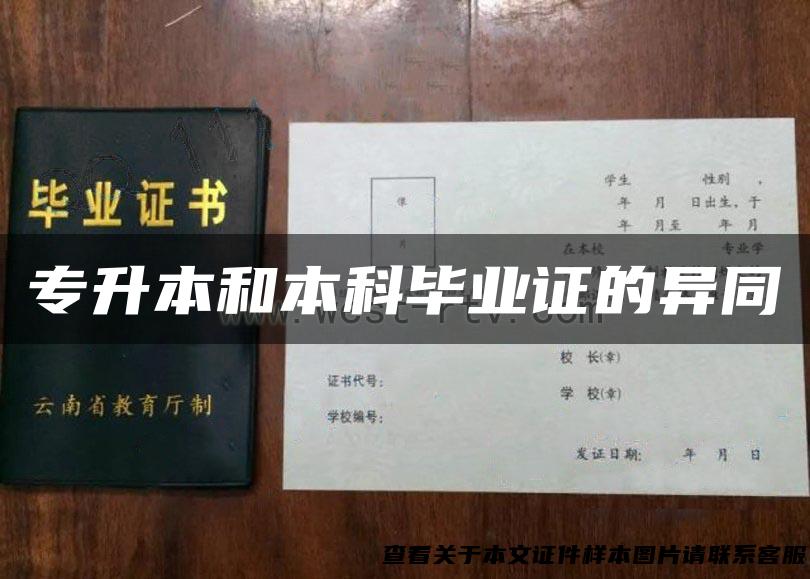 毕业证书
云南省教育厅制
像
片
学生 性别 ,
年 月 日出生，于
年 月至 年 月
在本校 专业学
专升本和本科毕业证的异同
校 长(章)
证书代号：
学 校(章)
学校编号：
发证日期： 年 月 日
查看关于本文证件样本图片请联系客服